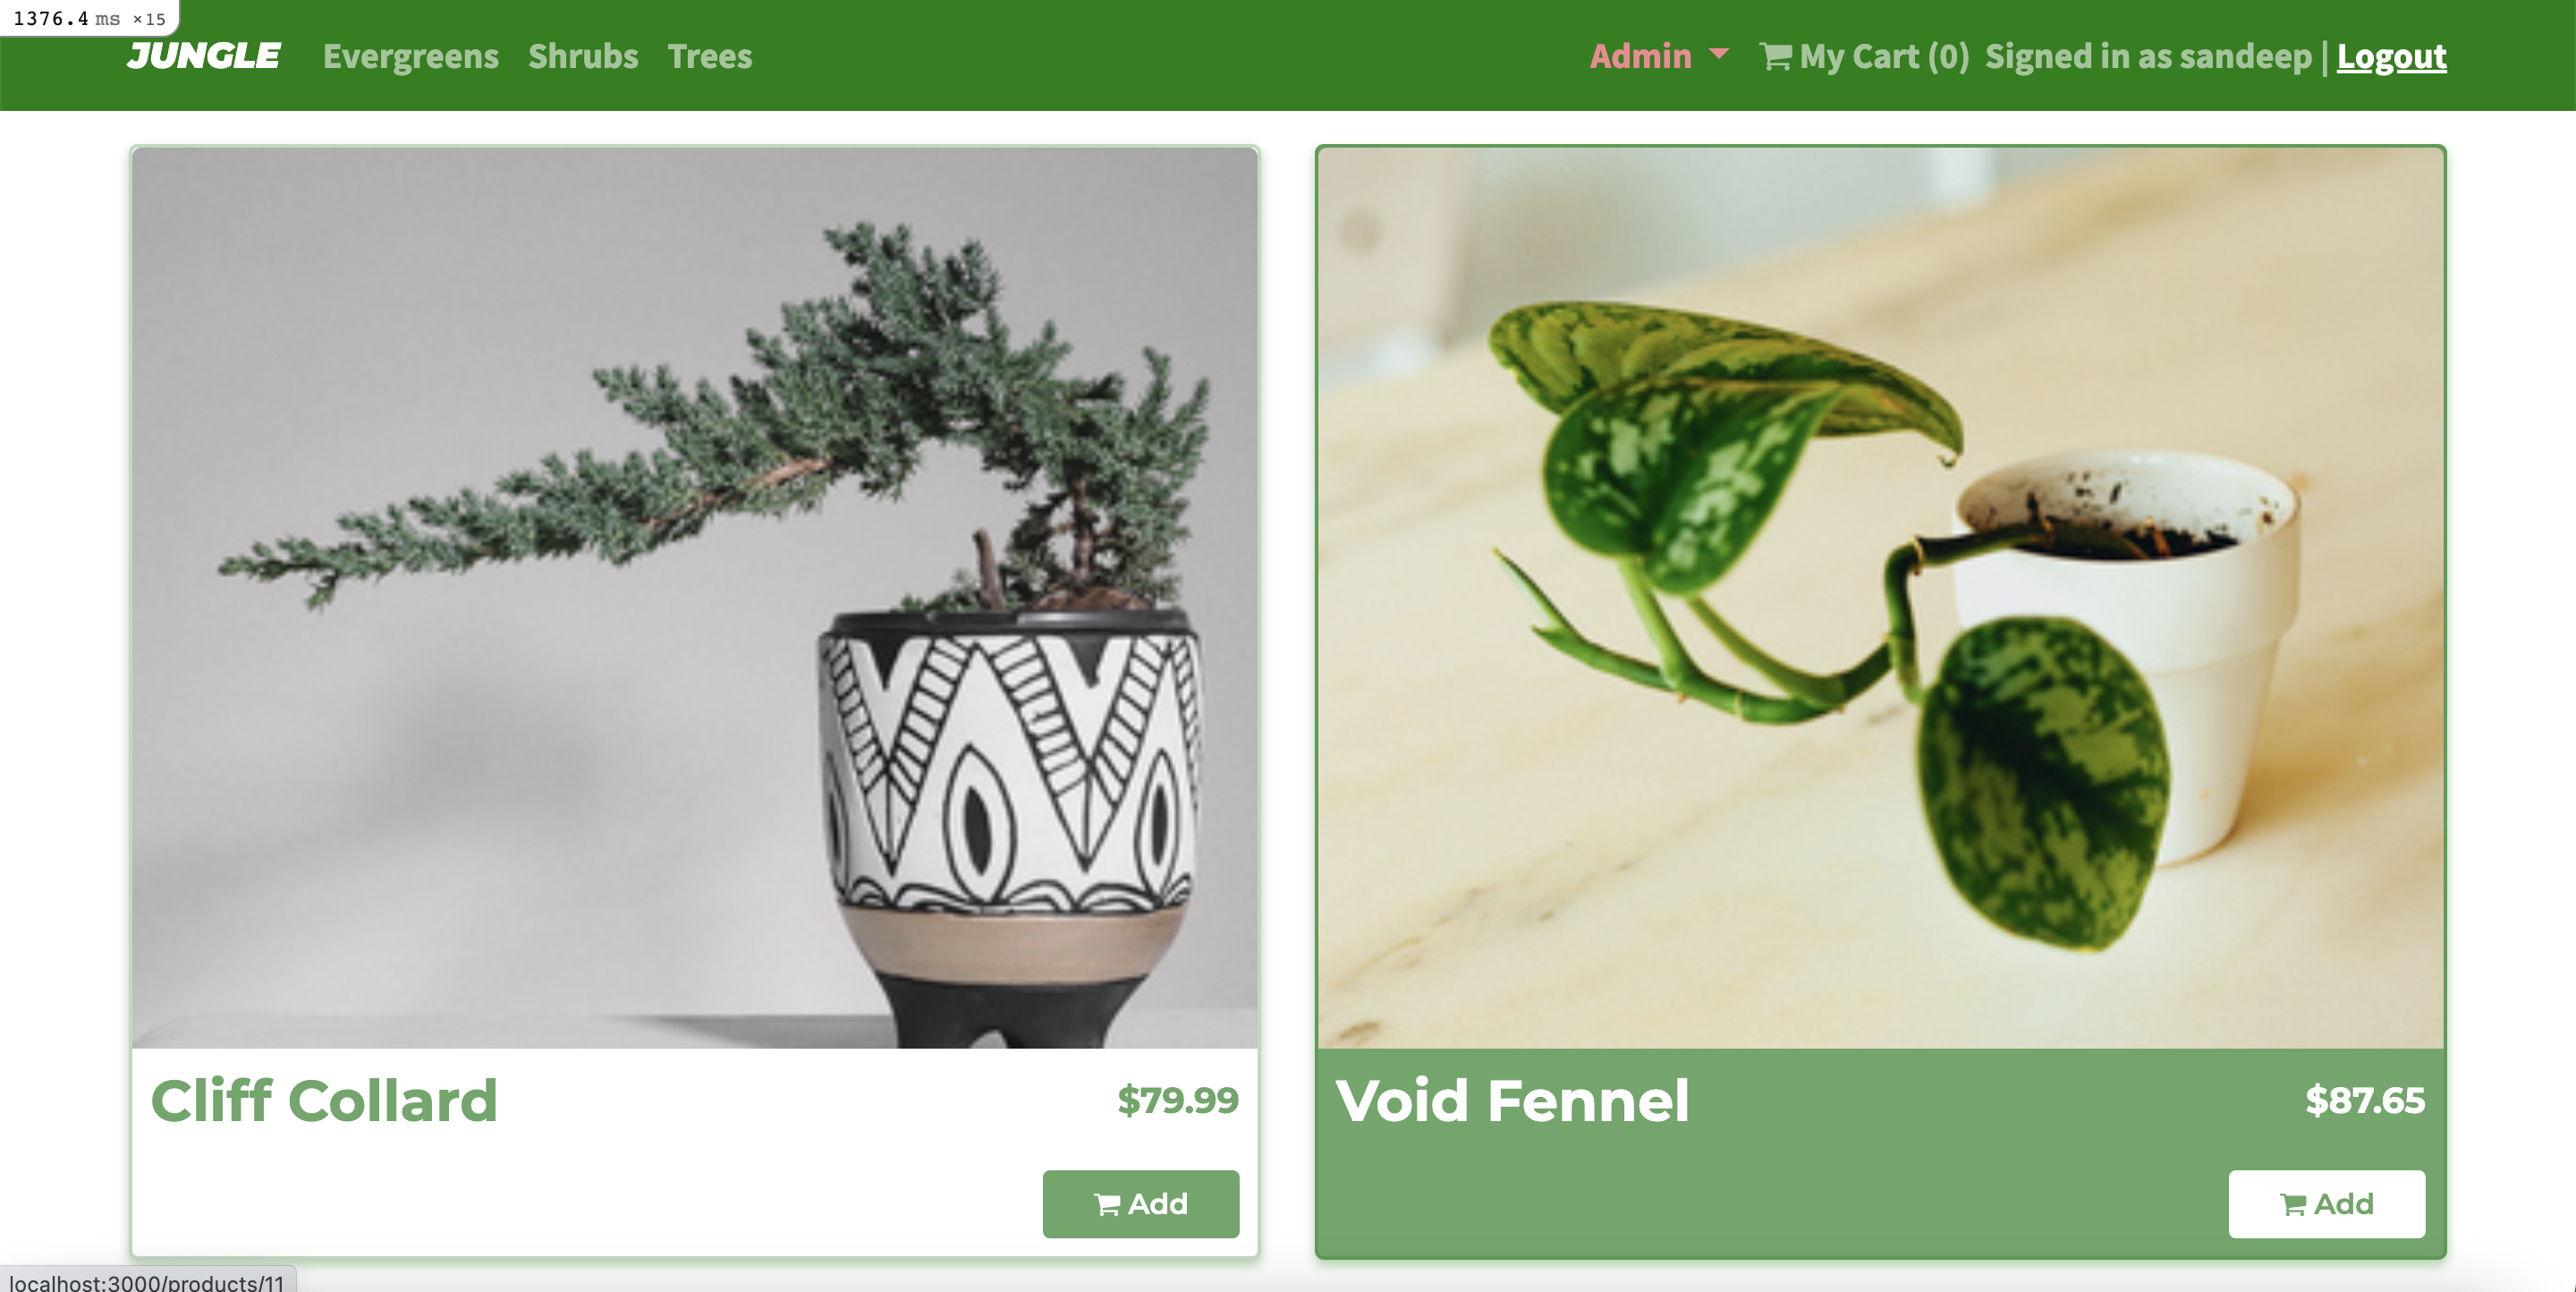 1376.4 ms ×15
JUNGLE Evergreens Shrubs Trees Admin My Cart (0) Signed in as sandeep | Logout
Cliff Collard $79.99
Add
Void Fennel $87.65
Add
localhost:3000/products/11